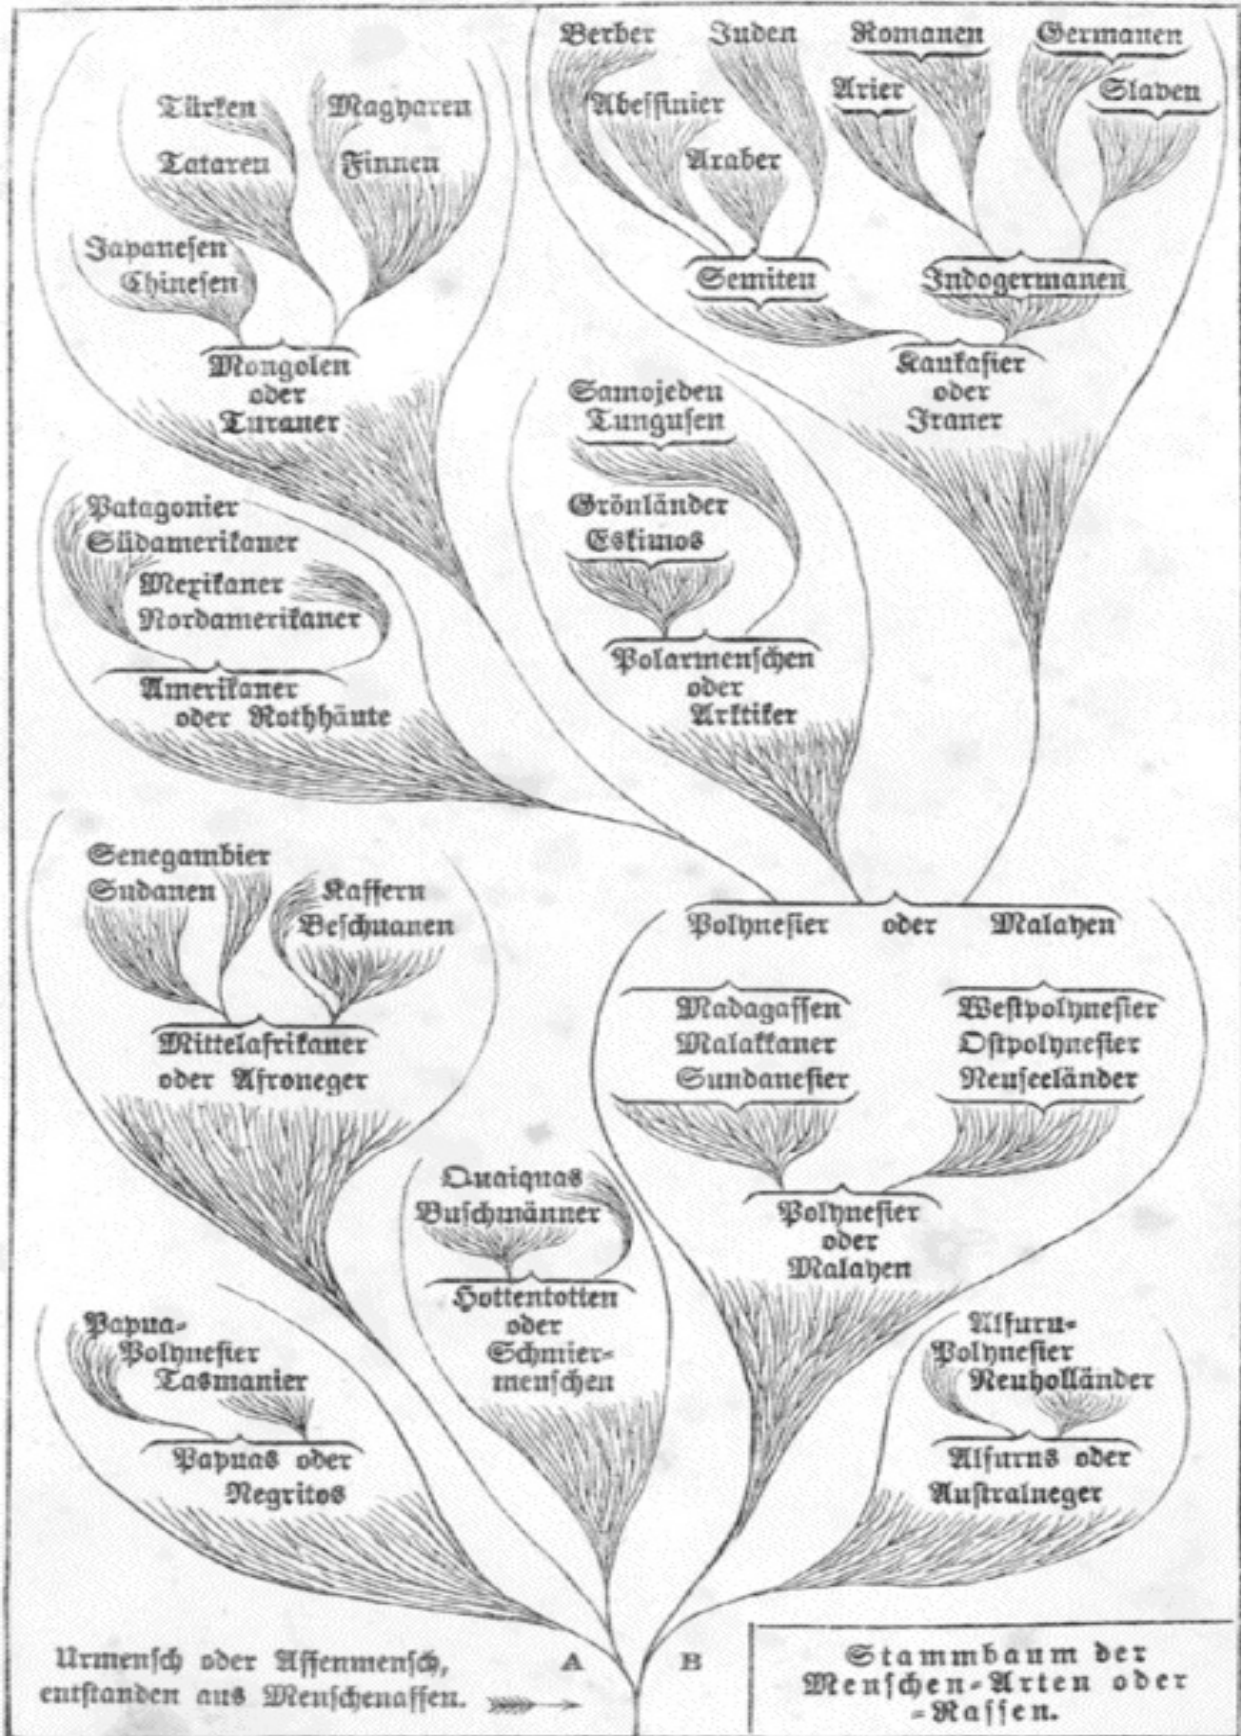 Berber
Juden
Romanen
Germanen
Türken
Magyaren
Abessinier
Arier
Slaven
Tataren
Finnen
Araber
Japanesen
Chinesen
Semiten
Indogermanen
Mongolen
oder
Turaner
Kaukasier
oder
Iraner
Samojeden
Tungusen
Patagonier
Südamerikaner
Grönländer
Eskimos
Mexikaner
Nordamerikaner
Polarmenschen
oder
Arktiker
Amerikaner
oder Rothhäute
Senegambier
Sudanen
Kaffern
Beschuanen
Polynesier oder Malayen
Mittelafrikaner
oder Afroneger
Madagassen
Malakkaner
Sundanesier
Westpolynesier
Ostpolynesier
Neuseeländer
Quaiquas
Buschmänner
Polynesier
oder
Malayen
Hottentotten
oder
Schmier-
menschen
Papua-
Polynesier
Tasmanier
Alfuru-
Polynesier
Neuholländer
Papuas oder
Negritos
Alfurus oder
Australneger
Urmensch oder Affenmensch,
entstanden aus Menschenaffen.
A
B
Stammbaum der
Menschen-Arten oder
-Rassen.